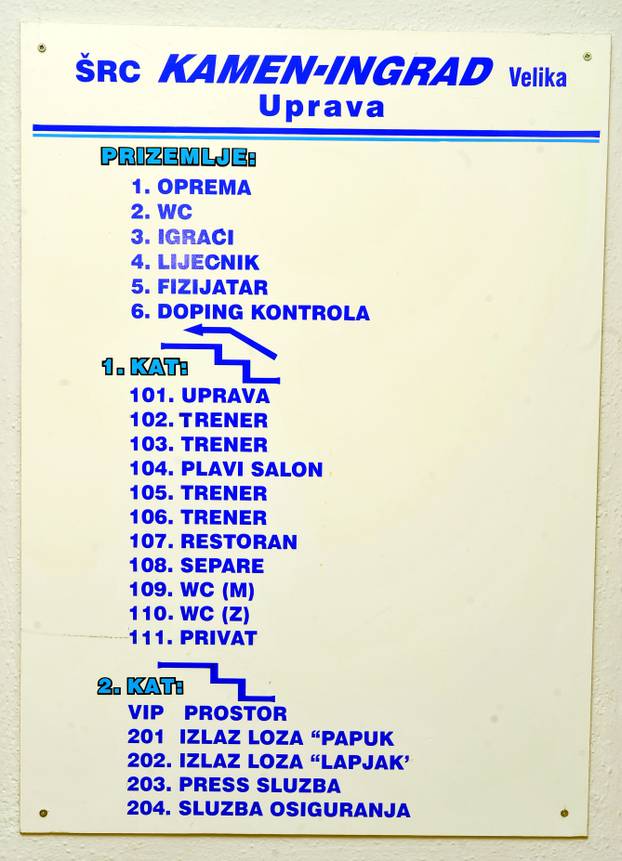 ŠRC KAMEN-INGRAD Velika
Uprava
PRIZEMLJE:
1. OPREMA
2. WC
3. IGRACI
4. LIJECNIK
5. FIZIJATAR
6. DOPING KONTROLA
1. KAT:
101. UPRAVA
102. TRENER
103. TRENER
104. PLAVI SALON
105. TRENER
106. TRENER
107. RESTORAN
108. SEPARE
109. WC (M)
110. WC (Z)
111. PRIVAT
2. KAT:
VIP PROSTOR
201 IZLAZ LOZA “PAPUK
202. IZLAZ LOZA “LAPJAK’
203. PRESS SLUZBA
204. SLUZBA OSIGURANJA